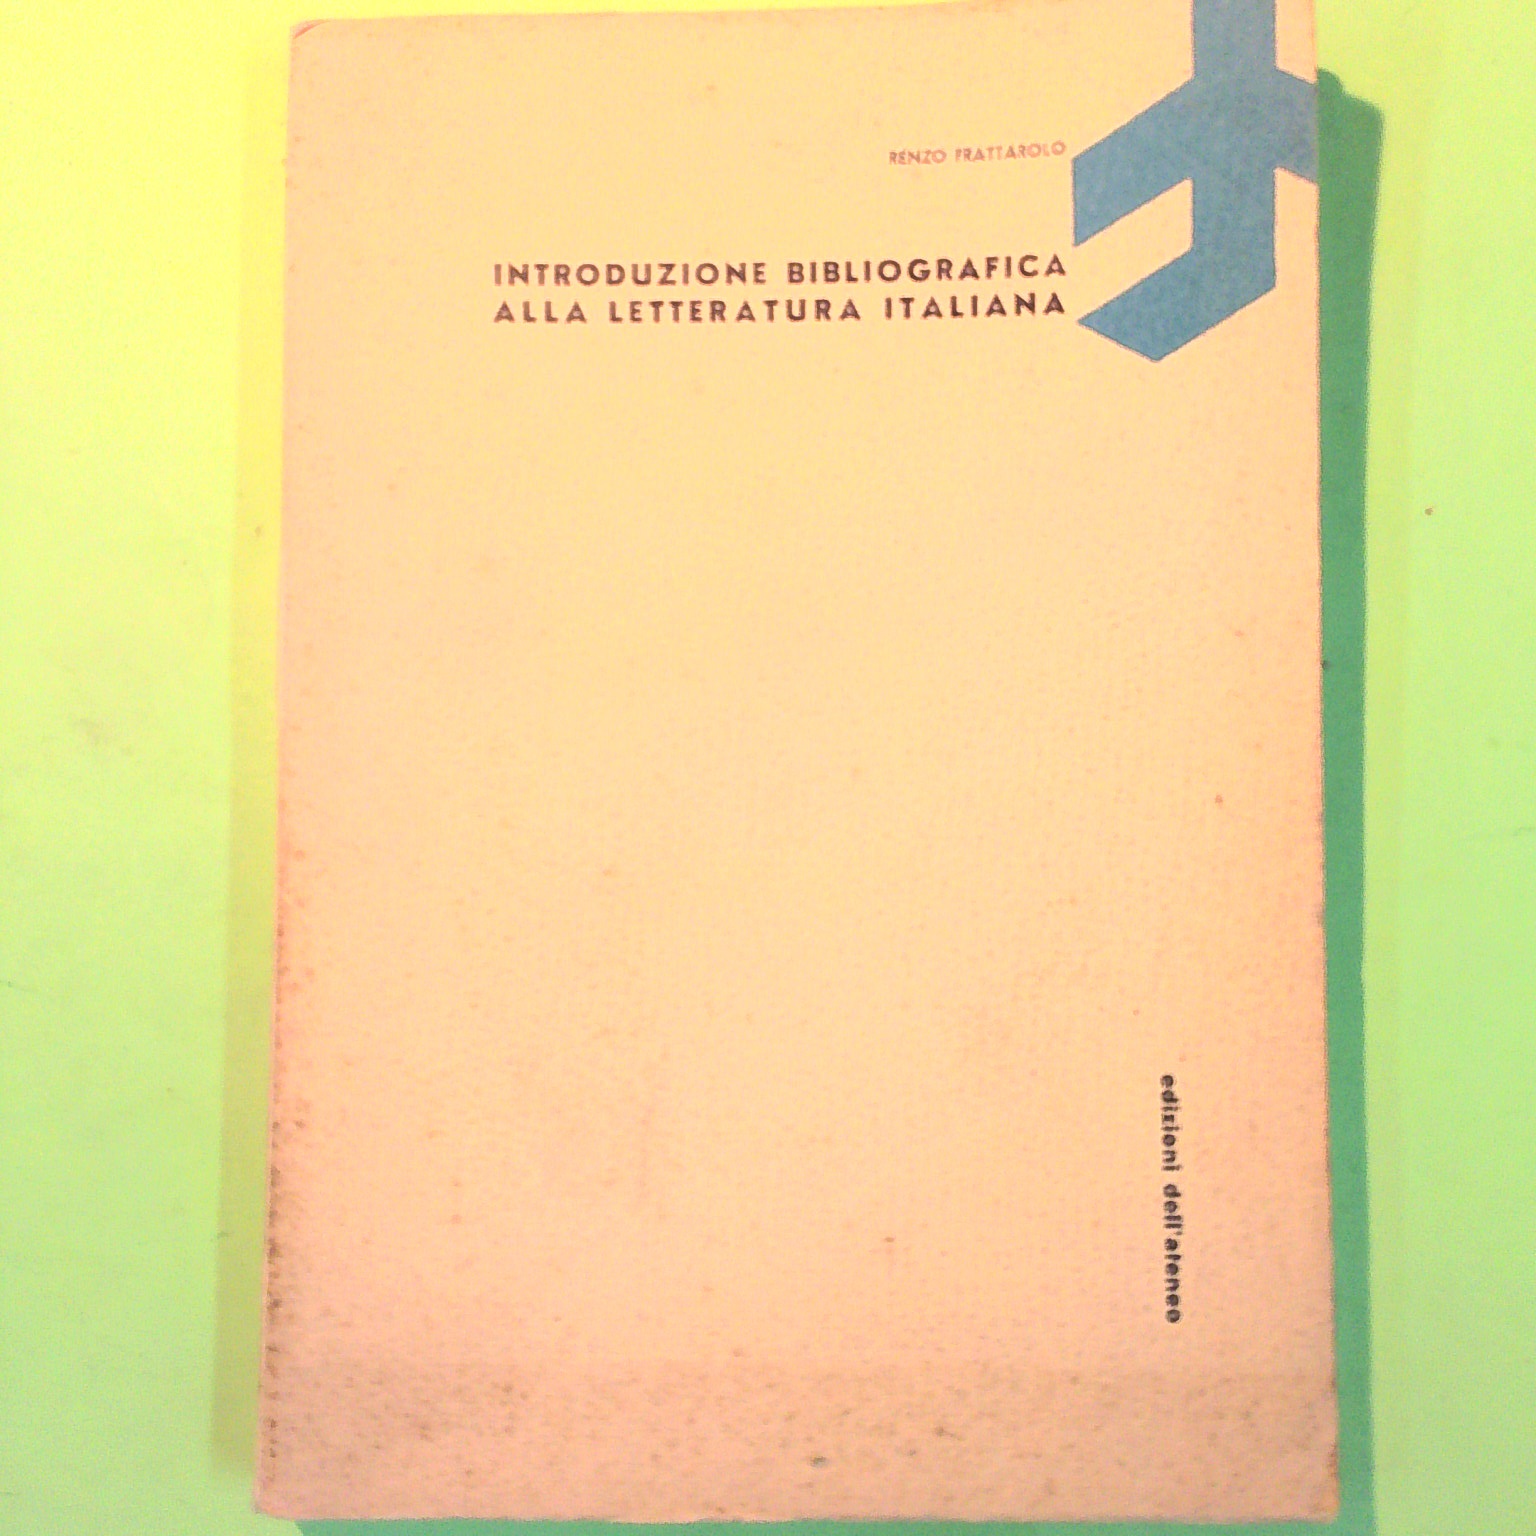 RENZO FRATTAROLO
INTRODUZIONE BIBLIOGRAFICA
ALLA LETTERATURA ITALIANA
edizioni dell'ateneo